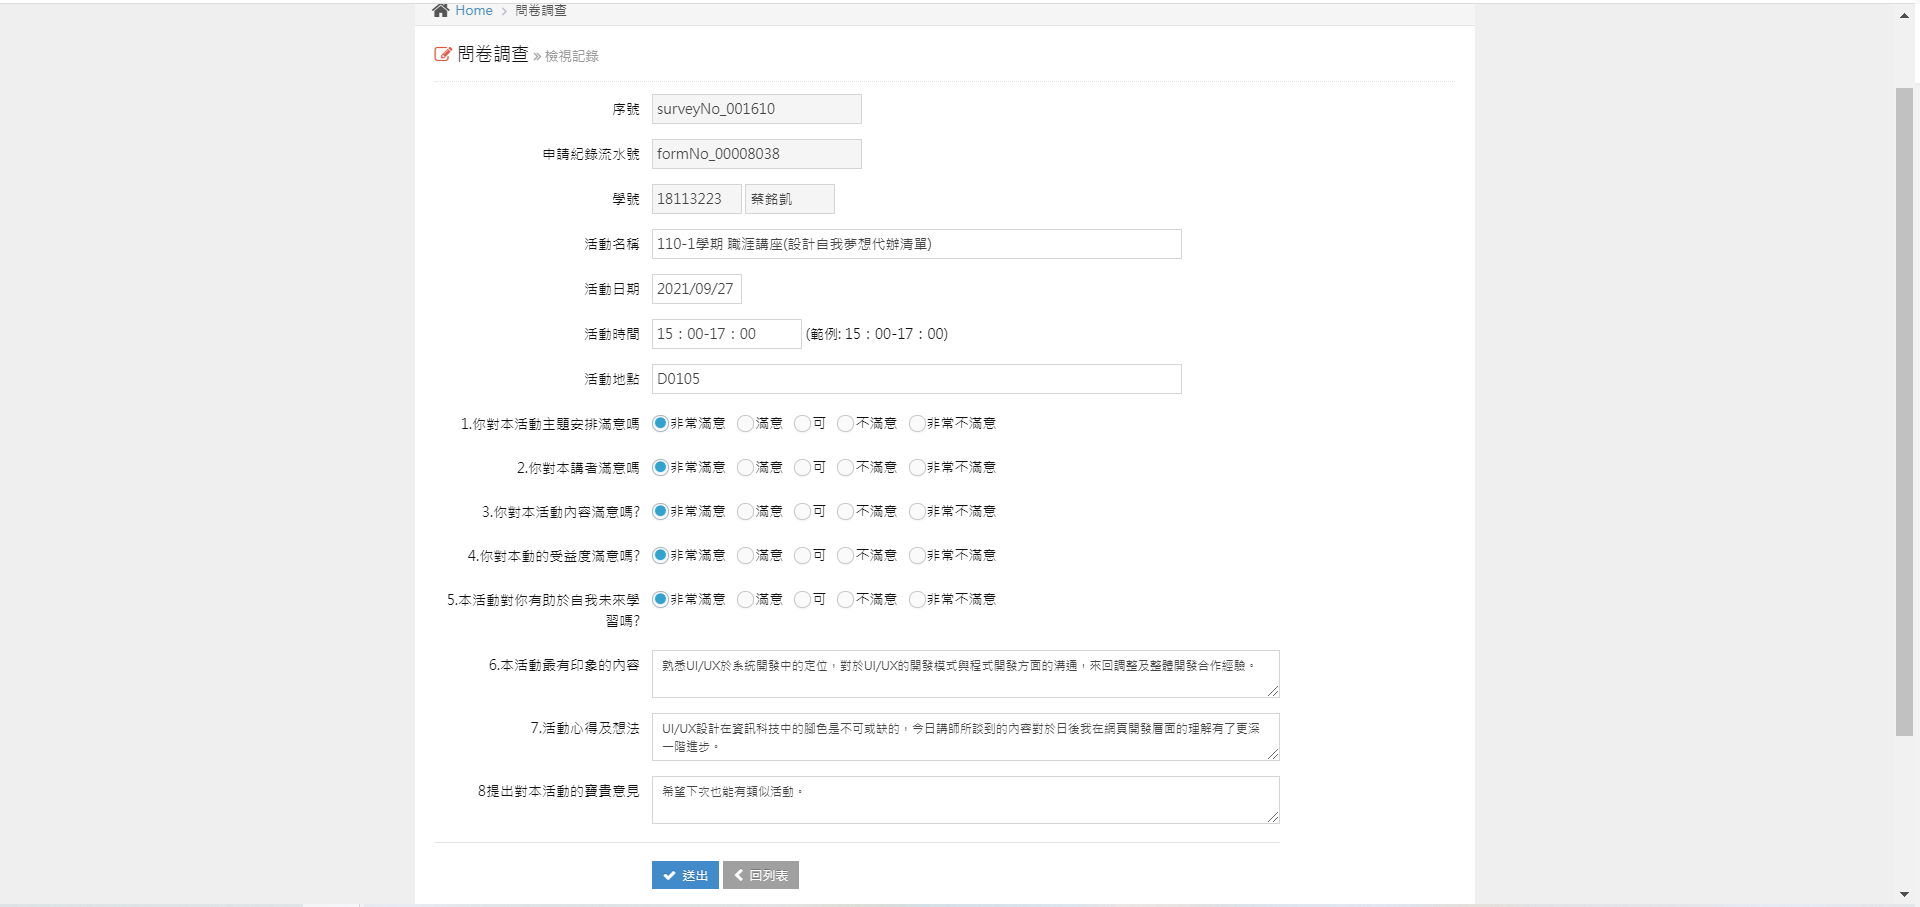 Home > 問卷調查
問卷調查 » 檢視記錄
序號 surveyNo_001610
申請紀錄流水號 formNo_00008038
學號 18113223 蔡銘凱
活動名稱 110-1學期 職涯講座(設計自我夢想代辦清單)
活動日期 2021/09/27
活動時間 15：00-17：00 (範例: 15：00-17：00)
活動地點 D0105
1.你對本活動主題安排滿意嗎 非常滿意 滿意 可 不滿意 非常不滿意
2.你對本講者滿意嗎 非常滿意 滿意 可 不滿意 非常不滿意
3.你對本活動內容滿意嗎? 非常滿意 滿意 可 不滿意 非常不滿意
4.你對本動的受益度滿意嗎? 非常滿意 滿意 可 不滿意 非常不滿意
5.本活動對你有助於自我未來學 非常滿意 滿意 可 不滿意 非常不滿意
習嗎?
6.本活動最有印象的內容 熟悉UI/UX於系統開發中的定位，對於UI/UX的開發模式與程式開發方面的溝通，來回調整及整體開發合作經驗。
7.活動心得及想法 UI/UX設計在資訊科技中的腳色是不可或缺的，今日講師所談到的內容對於日後我在網頁開發層面的理解有了更深
一階進步。
8提出對本活動的寶貴意見 希望下次也能有類似活動。
送出 回列表